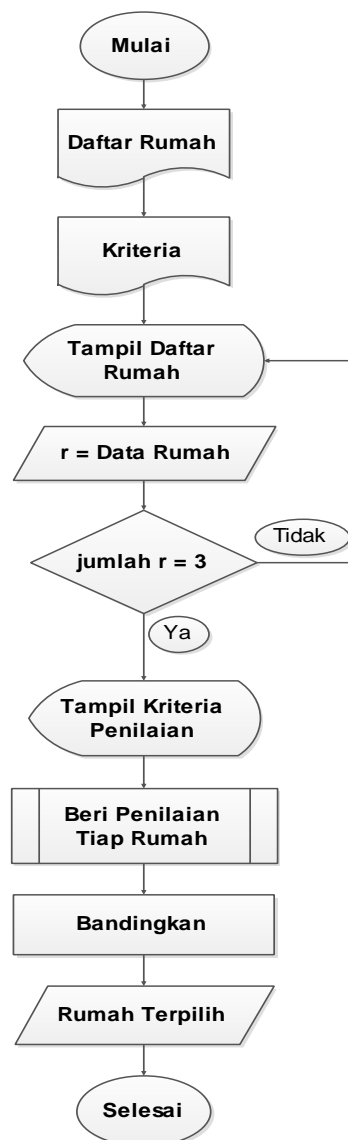 Mulai
Daftar Rumah
Kriteria
Tampil Daftar
Rumah
r = Data Rumah
jumlah r = 3
Tidak
Ya
Tampil Kriteria
Penilaian
Beri Penilaian
Tiap Rumah
Bandingkan
Rumah Terpilih
Selesai